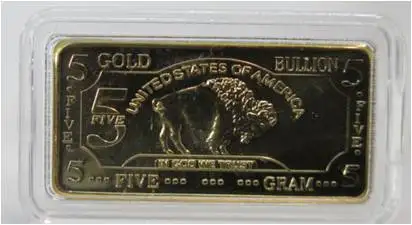 5 GOLD BULLION 5
UNITED STATES OF AMERICA
FIVE
5
FIVE
FIVE
IN GOD WE TRUST
5 ... FIVE ... ... ... GRAM ... 5